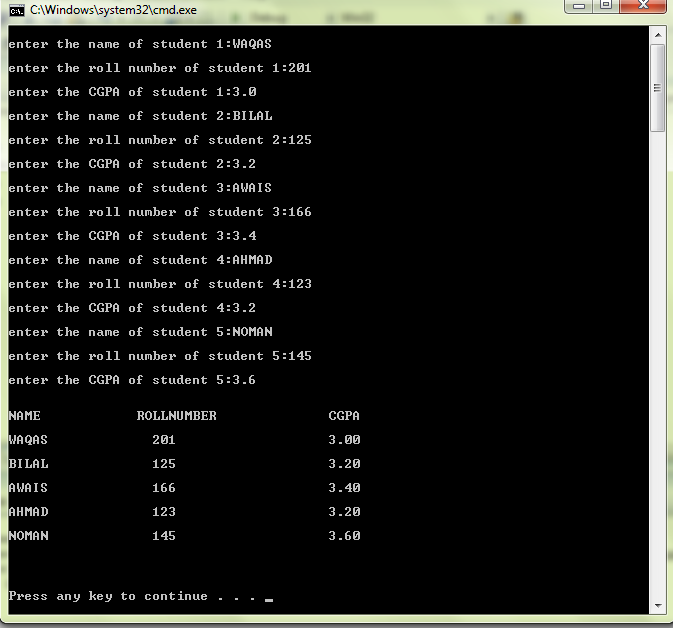 C:\Windows\system32\cmd.exe
enter the name of student 1:WAQAS
enter the roll number of student 1:201
enter the CGPA of student 1:3.0
enter the name of student 2:BILAL
enter the roll number of student 2:125
enter the CGPA of student 2:3.2
enter the name of student 3:AWAIS
enter the roll number of student 3:166
enter the CGPA of student 3:3.4
enter the name of student 4:AHMAD
enter the roll number of student 4:123
enter the CGPA of student 4:3.2
enter the name of student 5:NOMAN
enter the roll number of student 5:145
enter the CGPA of student 5:3.6
NAME ROLLNUMBER CGPA
WAQAS 201 3.00
BILAL 125 3.20
AWAIS 166 3.40
AHMAD 123 3.20
NOMAN 145 3.60
Press any key to continue . . . _